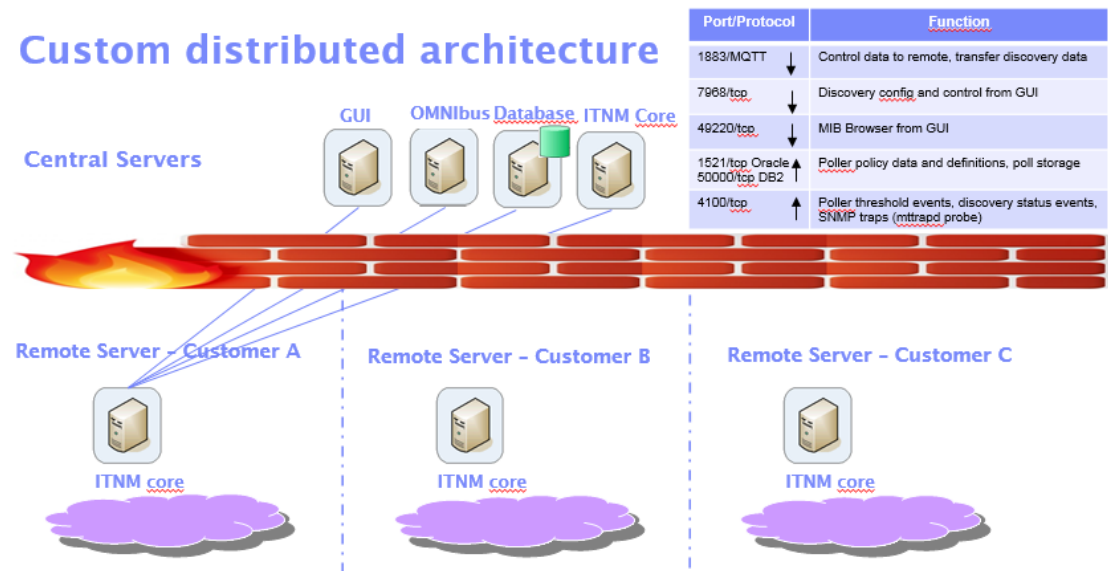 Custom distributed architecture
Port/Protocol Function
1883/MQTT Control data to remote, transfer discovery data
7968/tcp Discovery config and control from GUI
49220/tcp MIB Browser from GUI
1521/tcp Oracle Poller policy data and definitions, poll storage
50000/tcp DB2
4100/tcp Poller threshold events, discovery status events,
SNMP traps (mttrapd probe)
GUI OMNIbus Database ITNM Core
Central Servers
Remote Server – Customer A Remote Server – Customer B Remote Server – Customer C
ITNM core ITNM core ITNM core